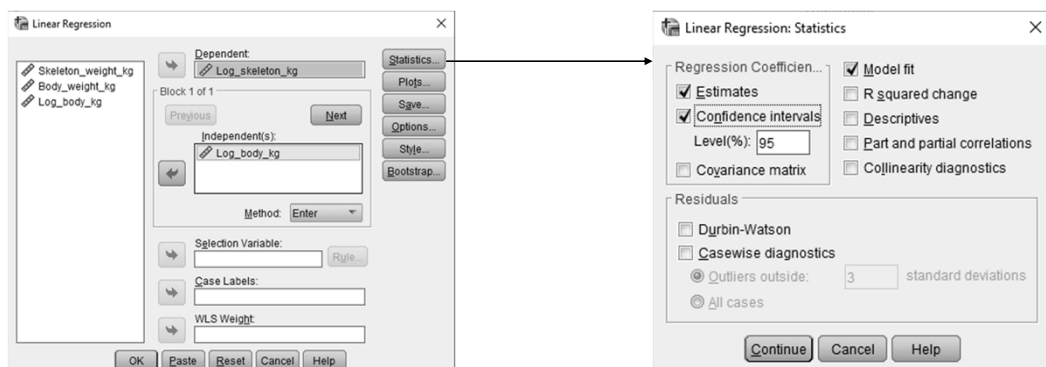 Linear Regression
Skeleton_weight_kg
Body_weight_kg
Log_body_kg
Dependent:
Log_skeleton_kg
Block 1 of 1
Previous
Next
Independent(s):
Log_body_kg
Method:
Enter
Selection Variable:
Rule...
Case Labels:
WLS Weight:
Statistics...
Plots...
Save...
Options...
Style...
Bootstrap...
OK
Paste
Reset
Cancel
Help
Linear Regression: Statistics
Regression Coefficien...
Estimates
Confidence intervals
Level(%): 95
Covariance matrix
Model fit
R squared change
Descriptives
Part and partial correlations
Collinearity diagnostics
Residuals
Durbin-Watson
Casewise diagnostics
Outliers outside: 3 standard deviations
All cases
Continue
Cancel
Help